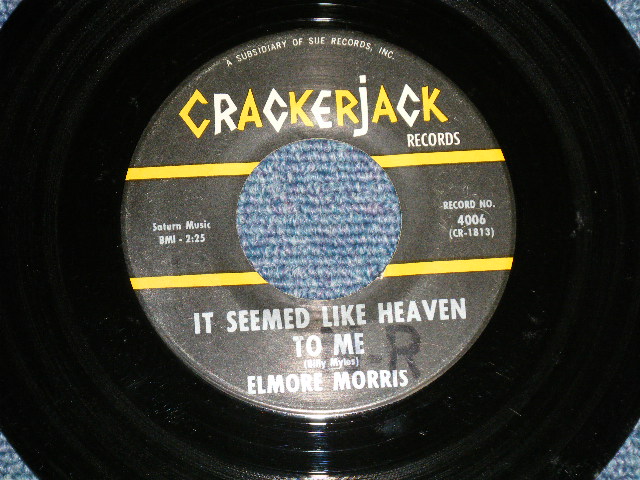 A SUBSIDIARY OF SUE RECORDS, INC.
CRACKERJACK
RECORDS
Saturn Music
BMI - 2:25
RECORD NO.
4006
(CR-1813)
IT SEEMED LIKE HEAVEN
TO ME
(Billy Myles)
ELMORE MORRIS